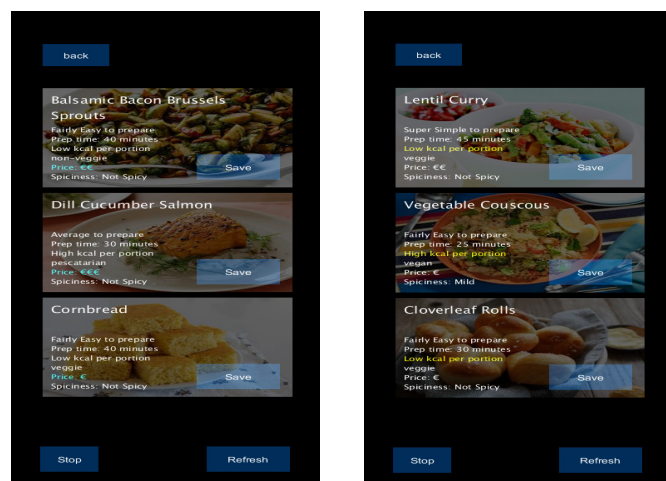 back
Balsamic Bacon Brussels
Sprouts
Fairly Easy to prepare
Prep time: 40 minutes
Low kcal per portion
non-veggie
Price: €€
Spiciness: Not Spicy
Save
Dill Cucumber Salmon
Average to prepare
Prep time: 30 minutes
High kcal per portion
pescatarian
Price: €€€
Spiciness: Not Spicy
Save
Cornbread
Fairly Easy to prepare
Prep time: 40 minutes
Low kcal per portion
veggie
Price: €
Spiciness: Not Spicy
Save
Stop
Refresh
back
Lentil Curry
Super Simple to prepare
Prep time: 45 minutes
Low kcal per portion
veggie
Price: €€
Spiciness: Not Spicy
Save
Vegetable Couscous
Fairly Easy to prepare
Prep time: 25 minutes
High kcal per portion
vegan
Price: €
Spiciness: Mild
Save
Cloverleaf Rolls
Fairly Easy to prepare
Prep time: 30 minutes
Low kcal per portion
veggie
Price: €
Spiciness: Not Spicy
Save
Stop
Refresh